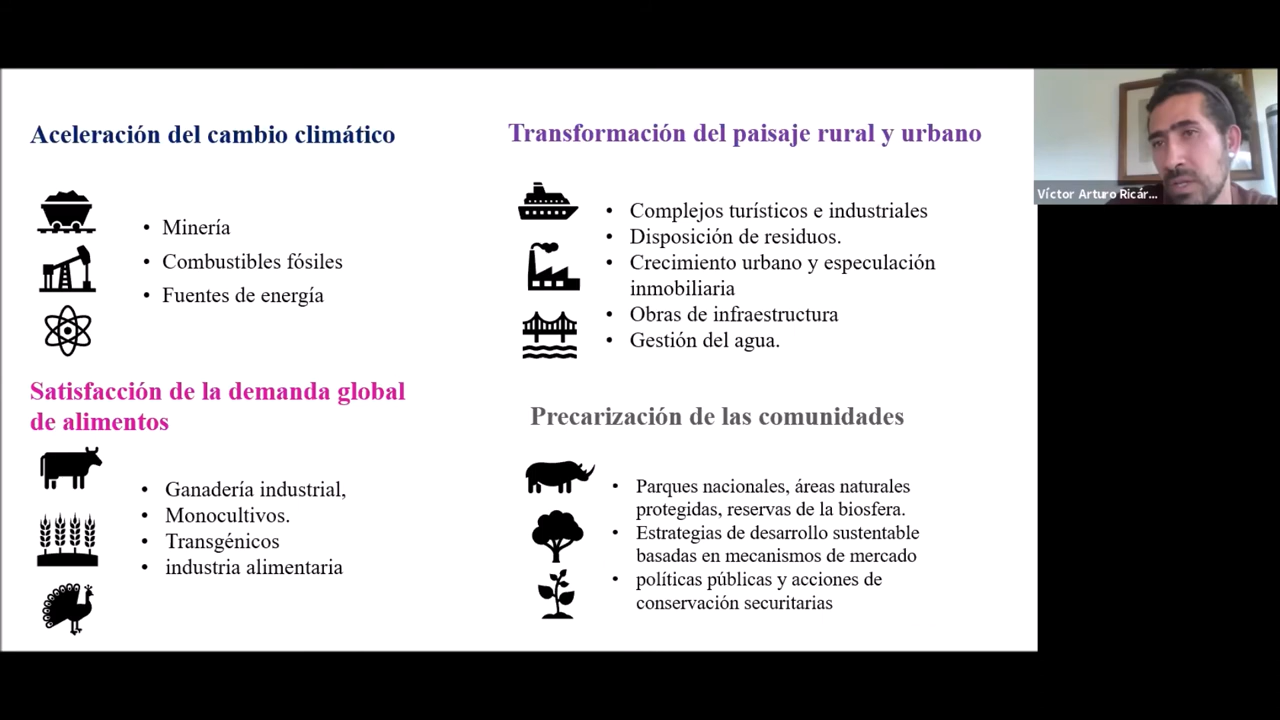 Aceleración del cambio climático
• Minería
• Combustibles fósiles
• Fuentes de energía
Transformación del paisaje rural y urbano
• Complejos turísticos e industriales
• Disposición de residuos.
• Crecimiento urbano y especulación
inmobiliaria
• Obras de infraestructura
• Gestión del agua.
Satisfacción de la demanda global
de alimentos
• Ganadería industrial,
• Monocultivos.
• Transgénicos
• industria alimentaria
Precarización de las comunidades
• Parques nacionales, áreas naturales
protegidas, reservas de la biosfera.
• Estrategias de desarrollo sustentable
basadas en mecanismos de mercado
• políticas públicas y acciones de
conservación securitarias
Víctor Arturo Ricár...